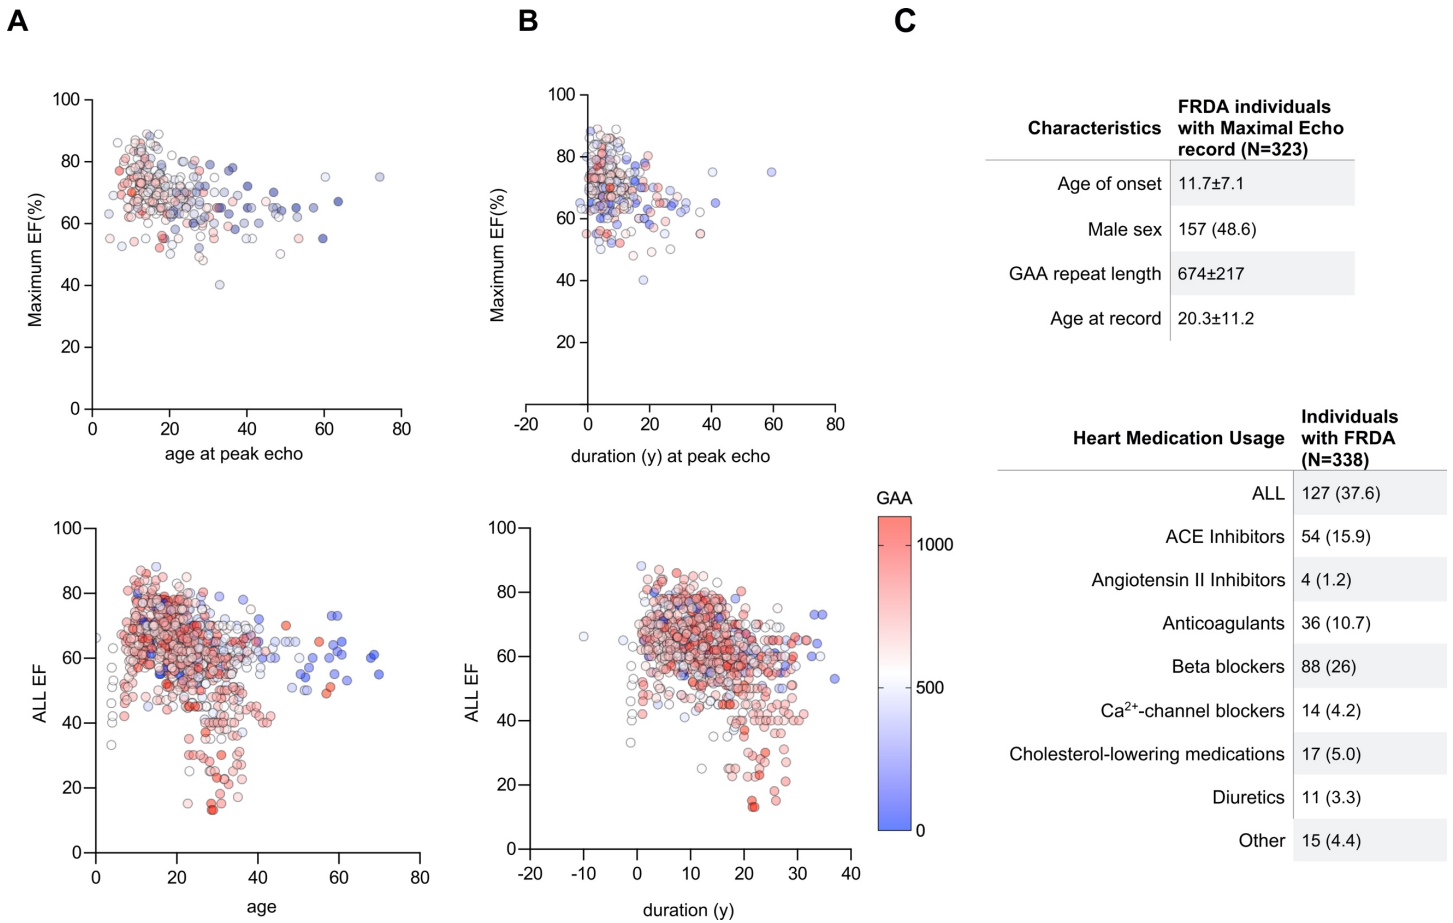 A
B
C
100
80
60
40
20
0
Maximum EF(%)
0
20
40
60
80
age at peak echo
100
80
60
40
20
Maximum EF(%)
-20
0
20
40
60
80
duration (y) at peak echo
Characteristics
FRDA individuals
with Maximal Echo
record (N=323)
Age of onset 11.7±7.1
Male sex 157 (48.6)
GAA repeat length 674±217
Age at record 20.3±11.2
Heart Medication Usage
Individuals
with FRDA
(N=338)
ALL 127 (37.6)
ACE Inhibitors 54 (15.9)
Angiotensin II Inhibitors 4 (1.2)
Anticoagulants 36 (10.7)
Beta blockers 88 (26)
Ca²⁺-channel blockers 14 (4.2)
Cholesterol-lowering medications 17 (5.0)
Diuretics 11 (3.3)
Other 15 (4.4)
100
80
60
40
20
0
ALL EF
0
20
40
60
80
age
100
80
60
40
20
0
ALL EF
-20
-10
0
10
20
30
40
duration (y)
GAA
1000
500
0